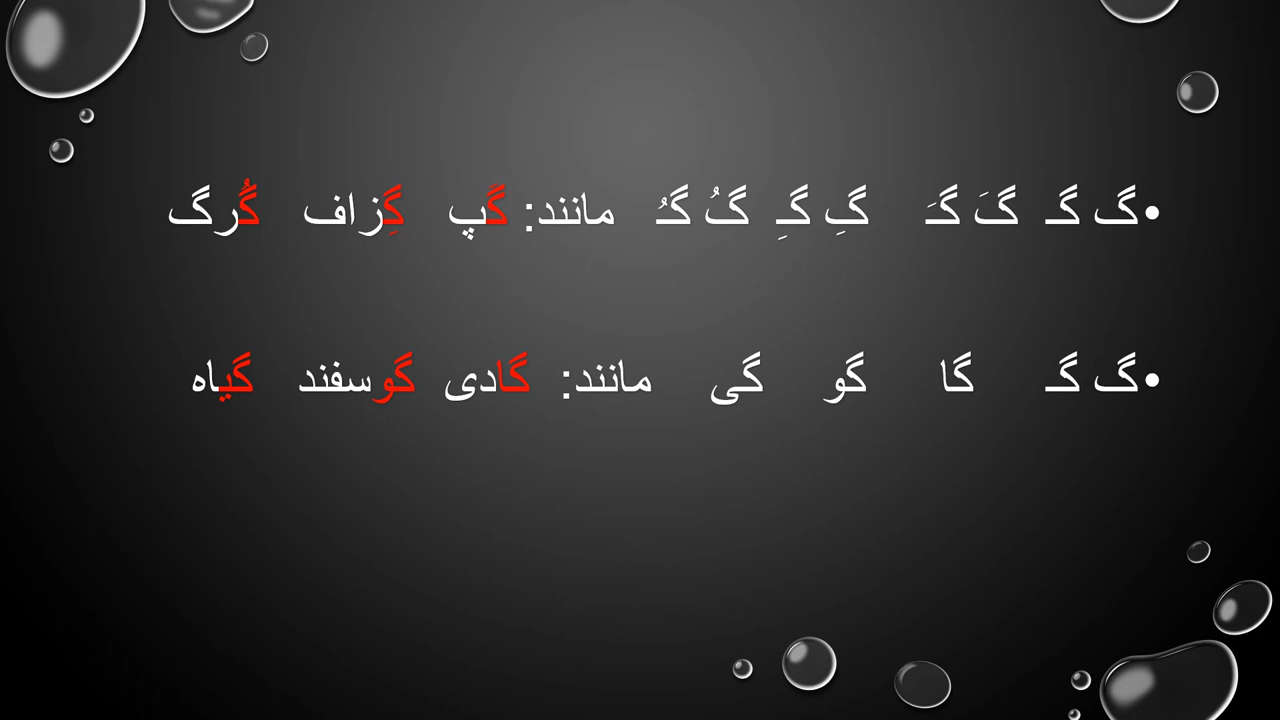 • گ گـ گَ گـَ گِ گـِ گُ گـُ مانند: گپ گِزاف گُرگ
• گ گـ گا گو گی مانند: گادی گوسفند گیاه